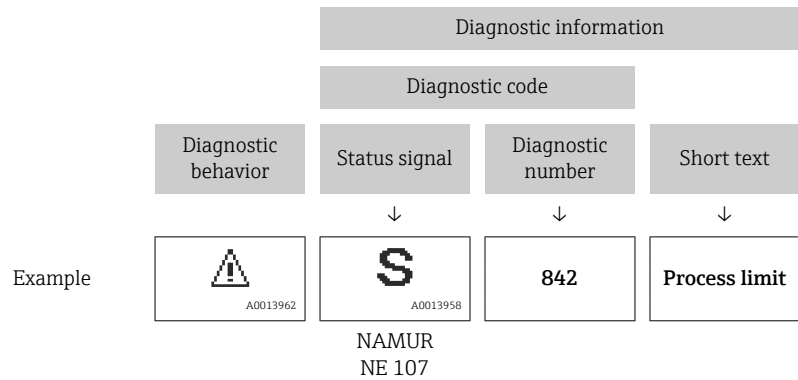 Diagnostic information
Diagnostic code
Diagnostic
behavior
Status signal
Diagnostic
number
Short text
↓ ↓ ↓
Example
A0013962
S
A0013958
842
Process limit
NAMUR
NE 107